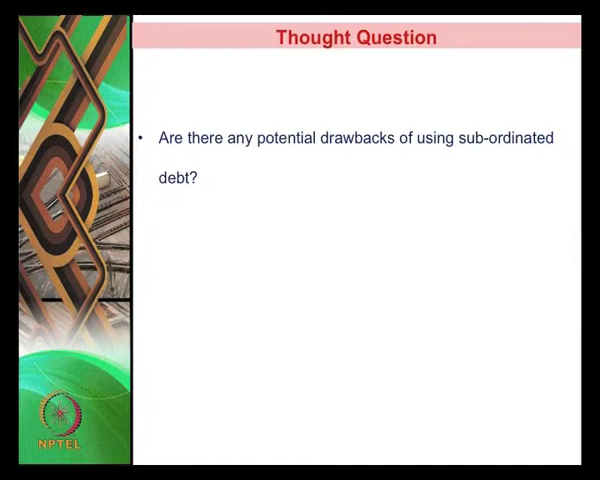 Thought Question
• Are there any potential drawbacks of using sub-ordinated
debt?
NPTEL